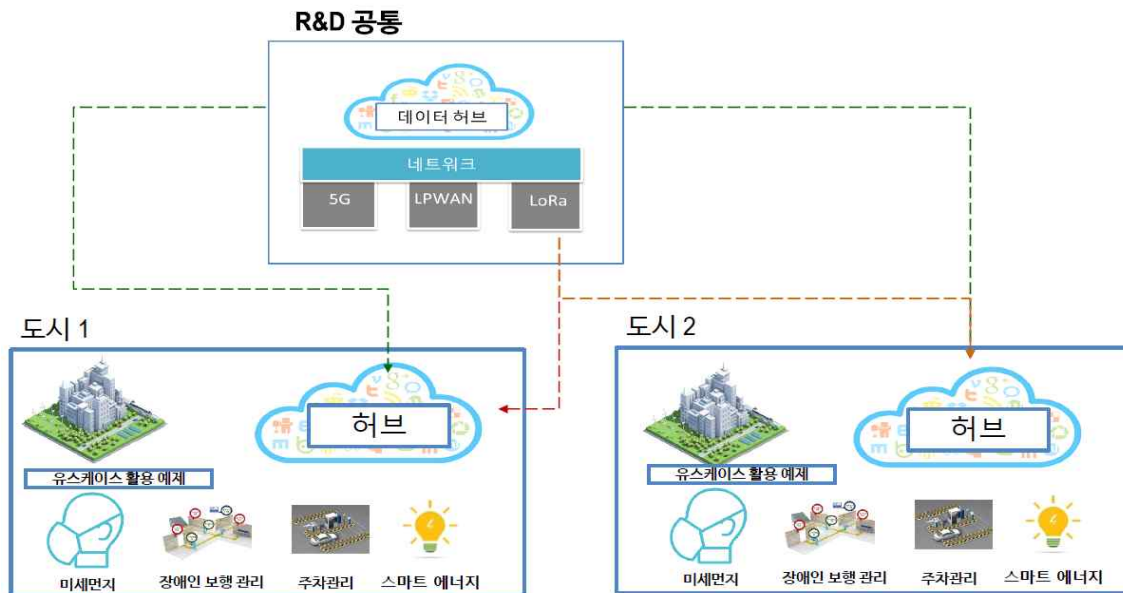 R&D 공통
데이터 허브
네트워크
5G
LPWAN
LoRa
도시 1
허브
유스케이스 활용 예제
미세먼지
장애인 보행 관리
주차관리
스마트 에너지
도시 2
허브
유스케이스 활용 예제
미세먼지
장애인 보행 관리
주차관리
스마트 에너지